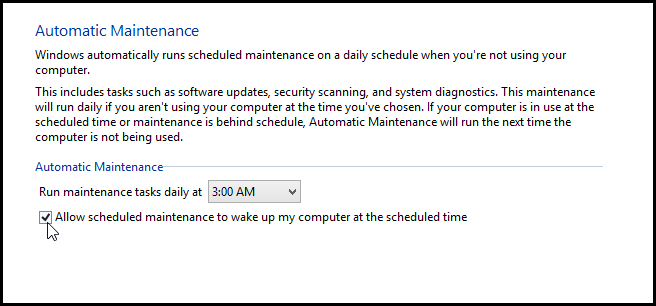 Automatic Maintenance
Windows automatically runs scheduled maintenance on a daily schedule when you're not using your
computer.
This includes tasks such as software updates, security scanning, and system diagnostics. This maintenance
will run daily if you aren't using your computer at the time you've chosen. If your computer is in use at the
scheduled time or maintenance is behind schedule, Automatic Maintenance will run the next time the
computer is not being used.
Automatic Maintenance
Run maintenance tasks daily at 3:00 AM
Allow scheduled maintenance to wake up my computer at the scheduled time